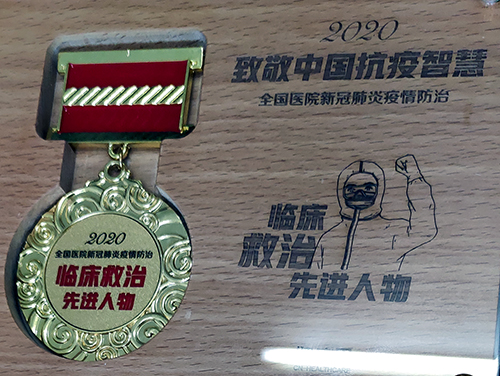 2020
全国医院新冠肺炎疫情防治
临床救治
先进人物
2020
致敬中国抗疫智慧
全国医院新冠肺炎疫情防治
临床
救治
先进人物